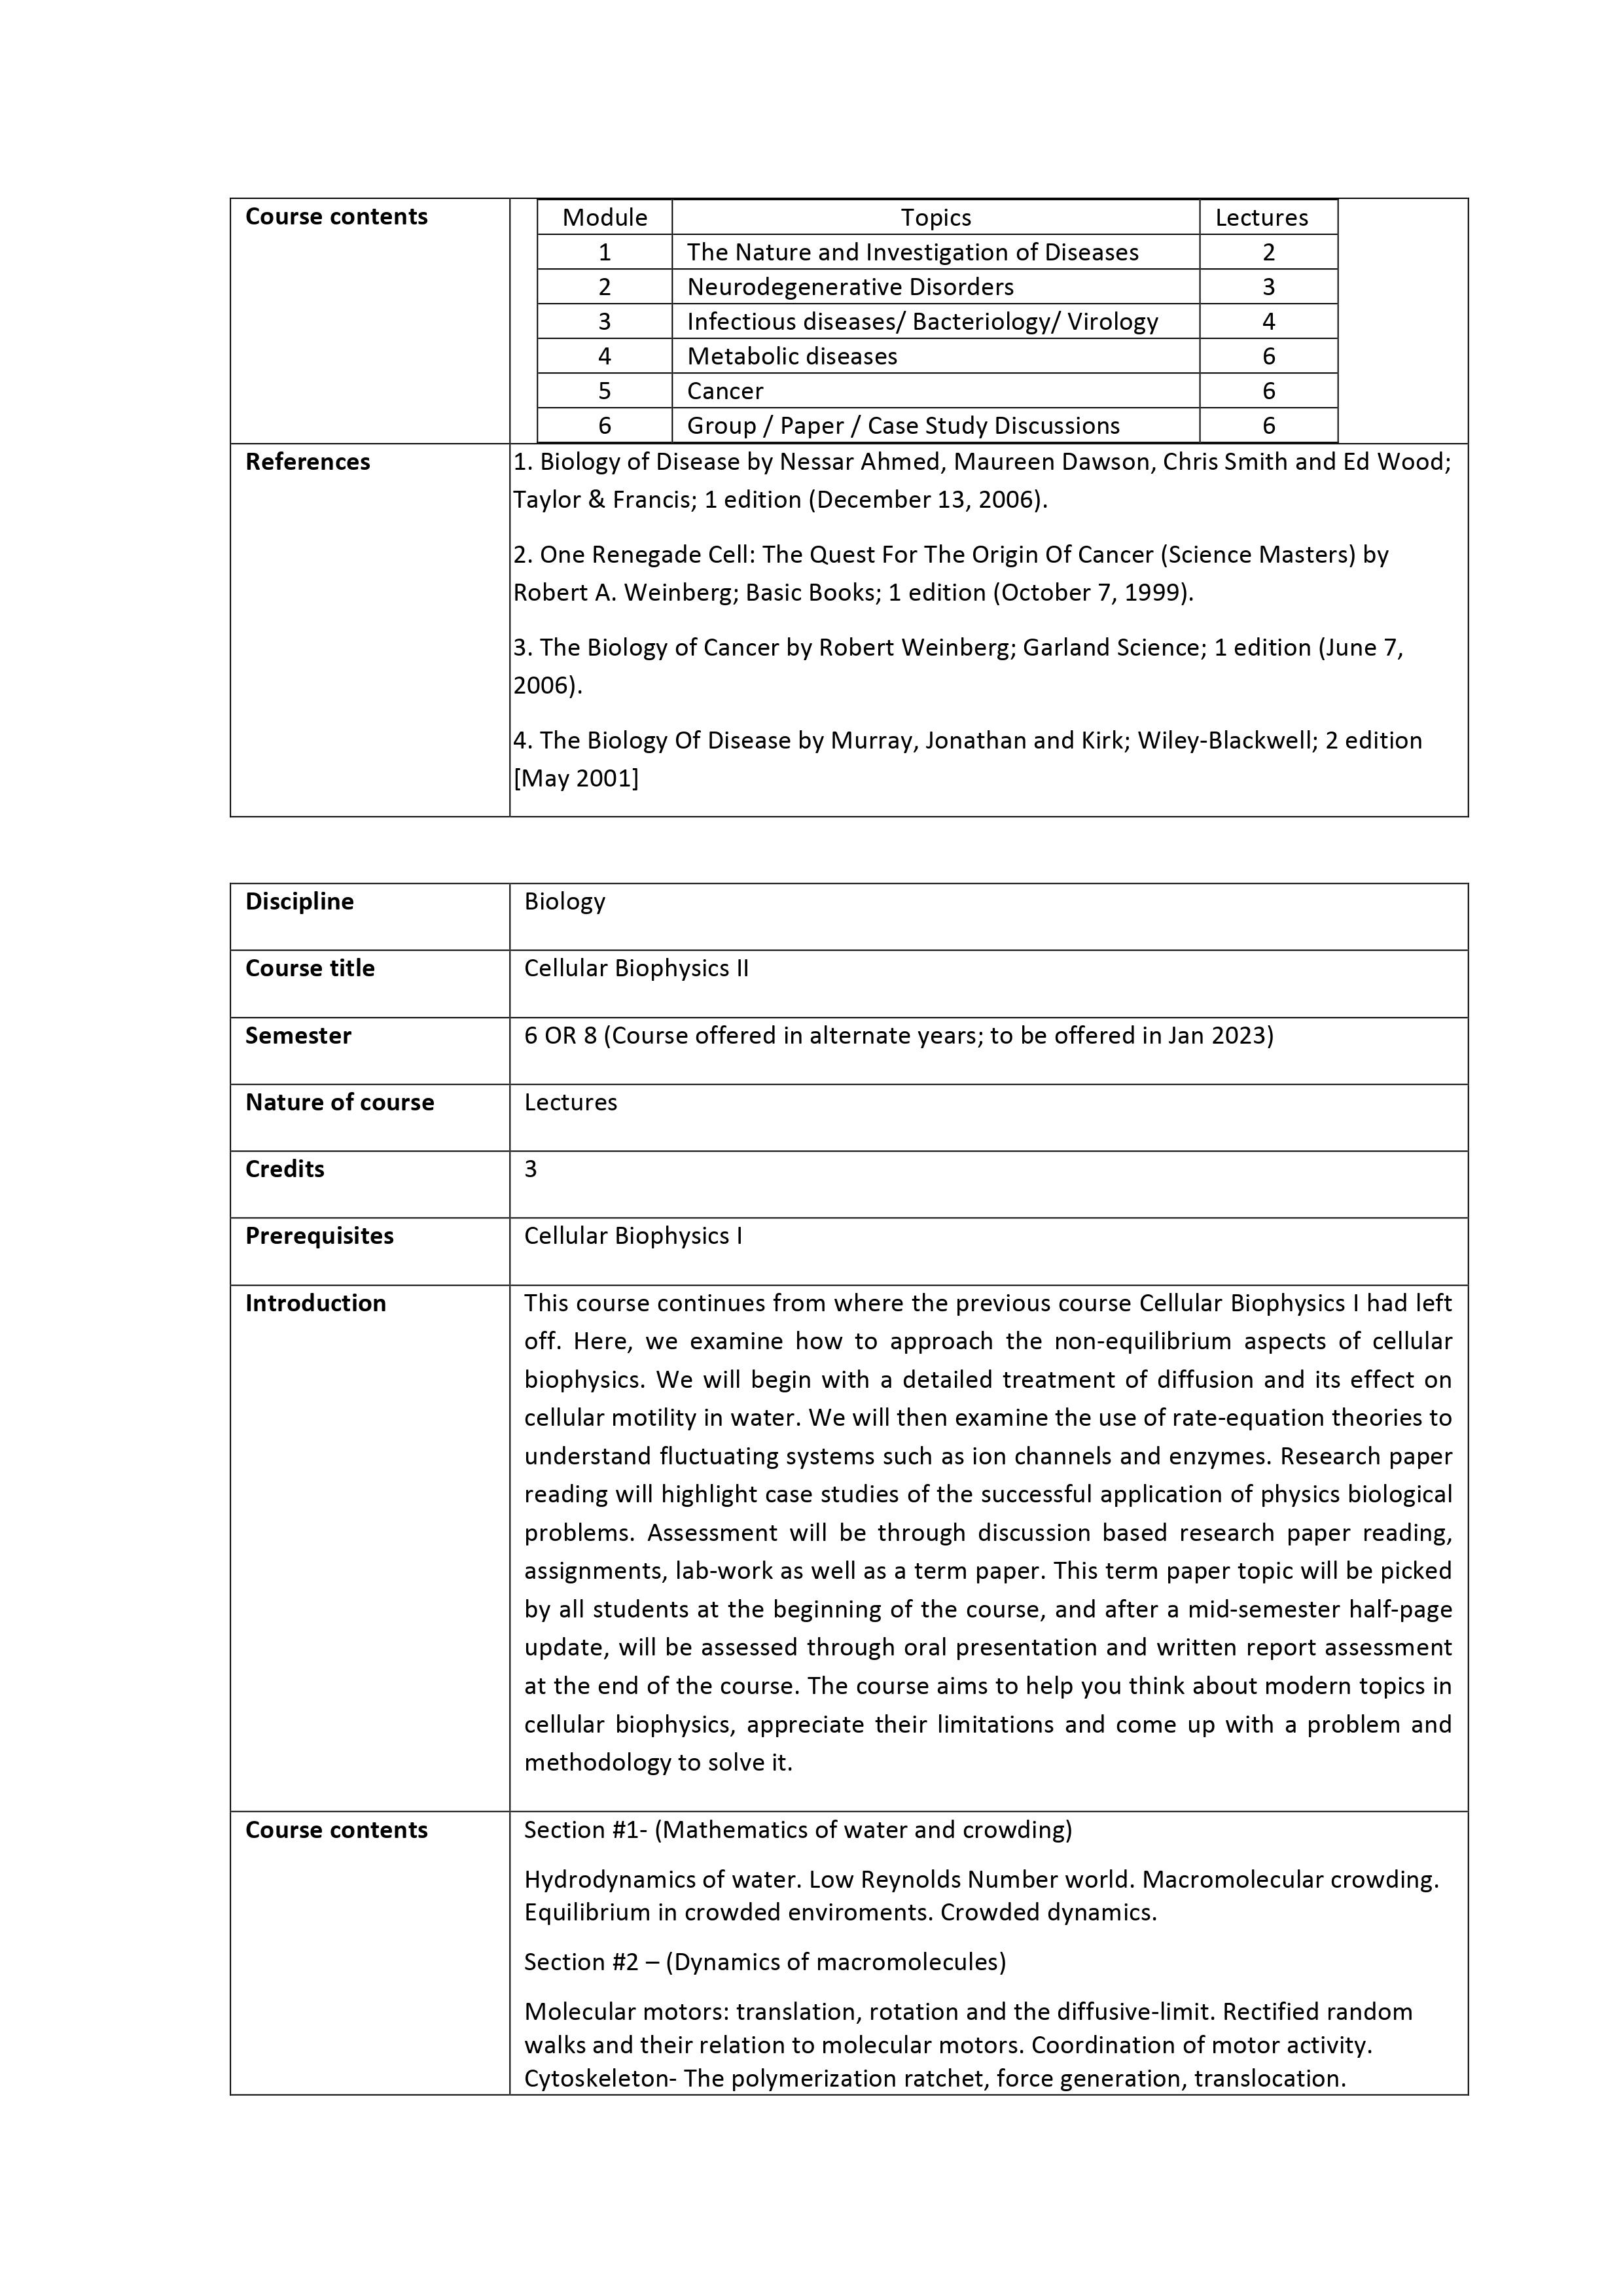 Course contents
Module Topics Lectures
1 The Nature and Investigation of Diseases 2
2 Neurodegenerative Disorders 3
3 Infectious diseases/ Bacteriology/ Virology 4
4 Metabolic diseases 6
5 Cancer 6
6 Group / Paper / Case Study Discussions 6
References
1. Biology of Disease by Nessar Ahmed, Maureen Dawson, Chris Smith and Ed Wood;
Taylor & Francis; 1 edition (December 13, 2006).
2. One Renegade Cell: The Quest For The Origin Of Cancer (Science Masters) by
Robert A. Weinberg; Basic Books; 1 edition (October 7, 1999).
3. The Biology of Cancer by Robert Weinberg; Garland Science; 1 edition (June 7,
2006).
4. The Biology Of Disease by Murray, Jonathan and Kirk; Wiley-Blackwell; 2 edition
[May 2001]
Discipline Biology
Course title Cellular Biophysics II
Semester 6 OR 8 (Course offered in alternate years; to be offered in Jan 2023)
Nature of course Lectures
Credits 3
Prerequisites Cellular Biophysics I
Introduction This course continues from where the previous course Cellular Biophysics I had left
off. Here, we examine how to approach the non-equilibrium aspects of cellular
biophysics. We will begin with a detailed treatment of diffusion and its effect on
cellular motility in water. We will then examine the use of rate-equation theories to
understand fluctuating systems such as ion channels and enzymes. Research paper
reading will highlight case studies of the successful application of physics biological
problems. Assessment will be through discussion based research paper reading,
assignments, lab-work as well as a term paper. This term paper topic will be picked
by all students at the beginning of the course, and after a mid-semester half-page
update, will be assessed through oral presentation and written report assessment
at the end of the course. The course aims to help you think about modern topics in
cellular biophysics, appreciate their limitations and come up with a problem and
methodology to solve it.
Course contents Section #1- (Mathematics of water and crowding)
Hydrodynamics of water. Low Reynolds Number world. Macromolecular crowding.
Equilibrium in crowded enviroments. Crowded dynamics.
Section #2 – (Dynamics of macromolecules)
Molecular motors: translation, rotation and the diffusive-limit. Rectified random
walks and their relation to molecular motors. Coordination of motor activity.
Cytoskeleton- The polymerization ratchet, force generation, translocation.